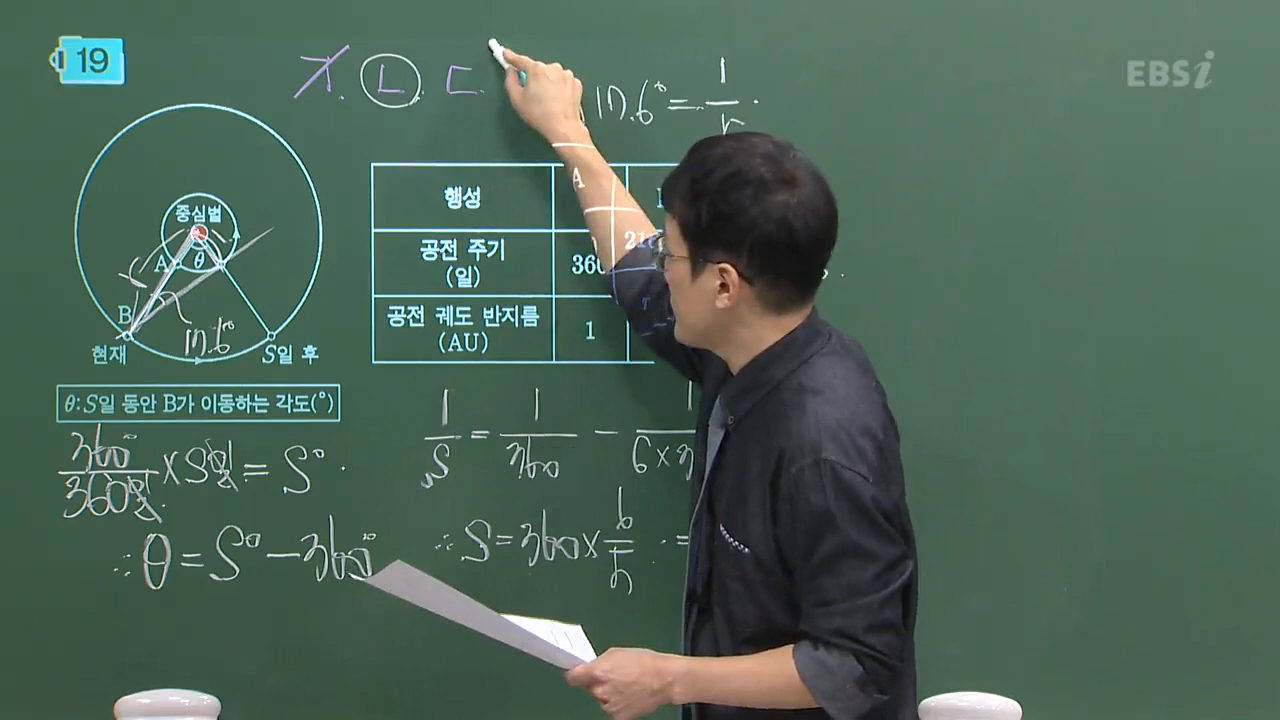 19
EBSi
ㄱ. ㄴ. ㄷ.
17.6° = 1/r
중심별
A
θ
B
17.6°
현재
S일 후
행성 A
공전 주기 (일) 360
공전 궤도 반지름 (AU) 1
θ: S일 동안 B가 이동하는 각도(°)
360°/360일 × S일 = S°.
∴ θ = S° - 360°
1/S = 1/360 -
∴ S = 360 × 6/5 . =